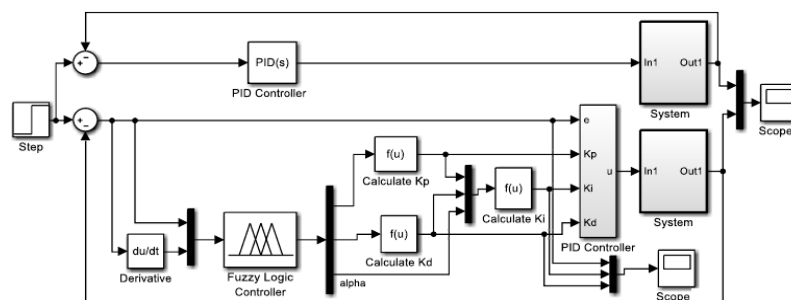 PID(s)
PID Controller
In1
Out1
System
Step
Scope
e
Kp
Ki
Kd
u
PID Controller
In1
Out1
System
f(u)
Calculate Kp
f(u)
Calculate Ki
f(u)
Calculate Kd
du/dt
Derivative
Fuzzy Logic
Controller
alpha
Scope